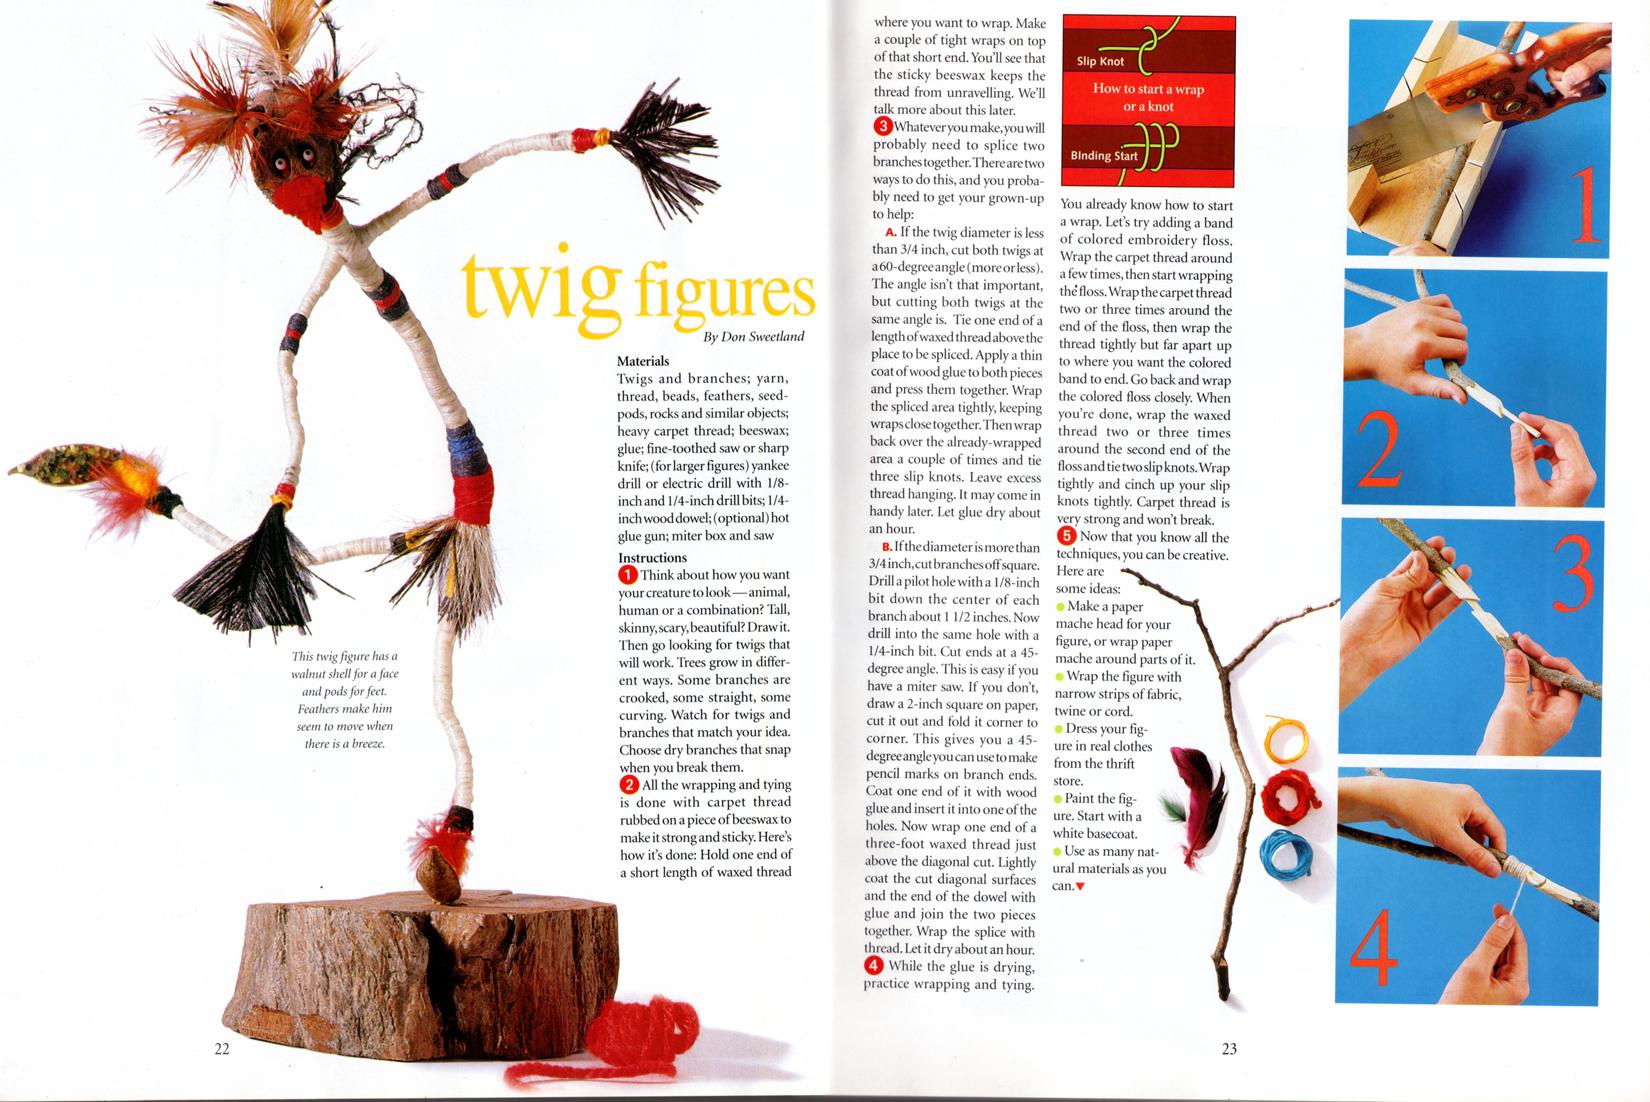 twig figures
By Don Sweetland
Materials
Twigs and branches; yarn,
thread, beads, feathers, seed-
pods, rocks and similar objects;
heavy carpet thread; beeswax;
glue; fine-toothed saw or sharp
knife; (for larger figures) yankee
drill or electric drill with 1/8-
inch and 1/4-inch drill bits; 1/4-
inch wood dowel; (optional) hot
glue gun; miter box and saw
Instructions
1 Think about how you want
your creature to look — animal,
human or a combination? Tall,
skinny, scary, beautiful? Draw it.
Then go looking for twigs that
will work. Trees grow in differ-
ent ways. Some branches are
crooked, some straight, some
curving. Watch for twigs and
branches that match your idea.
Choose dry branches that snap
when you break them.
2 All the wrapping and tying
is done with carpet thread
rubbed on a piece of beeswax to
make it strong and sticky. Here's
how it's done: Hold one end of
a short length of waxed thread
This twig figure has a
walnut shell for a face
and pods for feet.
Feathers make him
seem to move when
there is a breeze.
22
where you want to wrap. Make
a couple of tight wraps on top
of that short end. You'll see that
the sticky beeswax keeps the
thread from unravelling. We'll
talk more about this later.
3 Whatever you make, you will
probably need to splice two
branches together. There are two
ways to do this, and you proba-
bly need to get your grown-up
to help:
A. If the twig diameter is less
than 3/4 inch, cut both twigs at
a 60-degree angle (more or less).
The angle isn't that important,
but cutting both twigs at the
same angle is. Tie one end of a
length of waxed thread above the
place to be spliced. Apply a thin
coat of wood glue to both pieces
and press them together. Wrap
the spliced area tightly, keeping
wraps close together. Then wrap
back over the already-wrapped
area a couple of times and tie
three slip knots. Leave excess
thread hanging. It may come in
handy later. Let glue dry about
an hour.
B. If the diameter is more than
3/4 inch, cut branches off square.
Drill a pilot hole with a 1/8-inch
bit down the center of each
branch about 1 1/2 inches. Now
drill into the same hole with a
1/4-inch bit. Cut ends at a 45-
degree angle. This is easy if you
have a miter saw. If you don't,
draw a 2-inch square on paper,
cut it out and fold it corner to
corner. This gives you a 45-
degree angle you can use to make
pencil marks on branch ends.
Coat one end of it with wood
glue and insert it into one of the
holes. Now wrap one end of a
three-foot waxed thread just
above the diagonal cut. Lightly
coat the cut diagonal surfaces
and the end of the dowel with
glue and join the two pieces
together. Wrap the splice with
thread. Let it dry about an hour.
4 While the glue is drying,
practice wrapping and tying.
Slip Knot
How to start a wrap
or a knot
BInding Start
You already know how to start
a wrap. Let's try adding a band
of colored embroidery floss.
Wrap the carpet thread around
a few times, then start wrapping
the floss. Wrap the carpet thread
two or three times around the
end of the floss, then wrap the
thread tightly but far apart up
to where you want the colored
band to end. Go back and wrap
the colored floss closely. When
you're done, wrap the waxed
thread two or three times
around the second end of the
floss and tie two slip knots. Wrap
tightly and cinch up your slip
knots tightly. Carpet thread is
very strong and won't break.
5 Now that you know all the
techniques, you can be creative.
Here are
some ideas:
● Make a paper
mache head for your
figure, or wrap paper
mache around parts of it.
● Wrap the figure with
narrow strips of fabric,
twine or cord.
● Dress your fig-
ure in real clothes
from the thrift
store.
● Paint the fig-
ure. Start with a
white basecoat.
● Use as many nat-
ural materials as you
can.▼
1
2
3
4
23